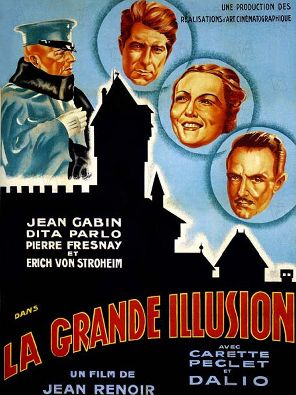 UNE PRODUCTION DES
RÉALISATIONS D'ART CINÉMATOGRAPHIQUE
JEAN GABIN
DITA PARLO
PIERRE FRESNAY
ET
ERICH VON STROHEIM
DANS
LA GRANDE ILLUSION
AVEC
CARETTE
PECLET
ET
DALIO
UN FILM DE
JEAN RENOIR